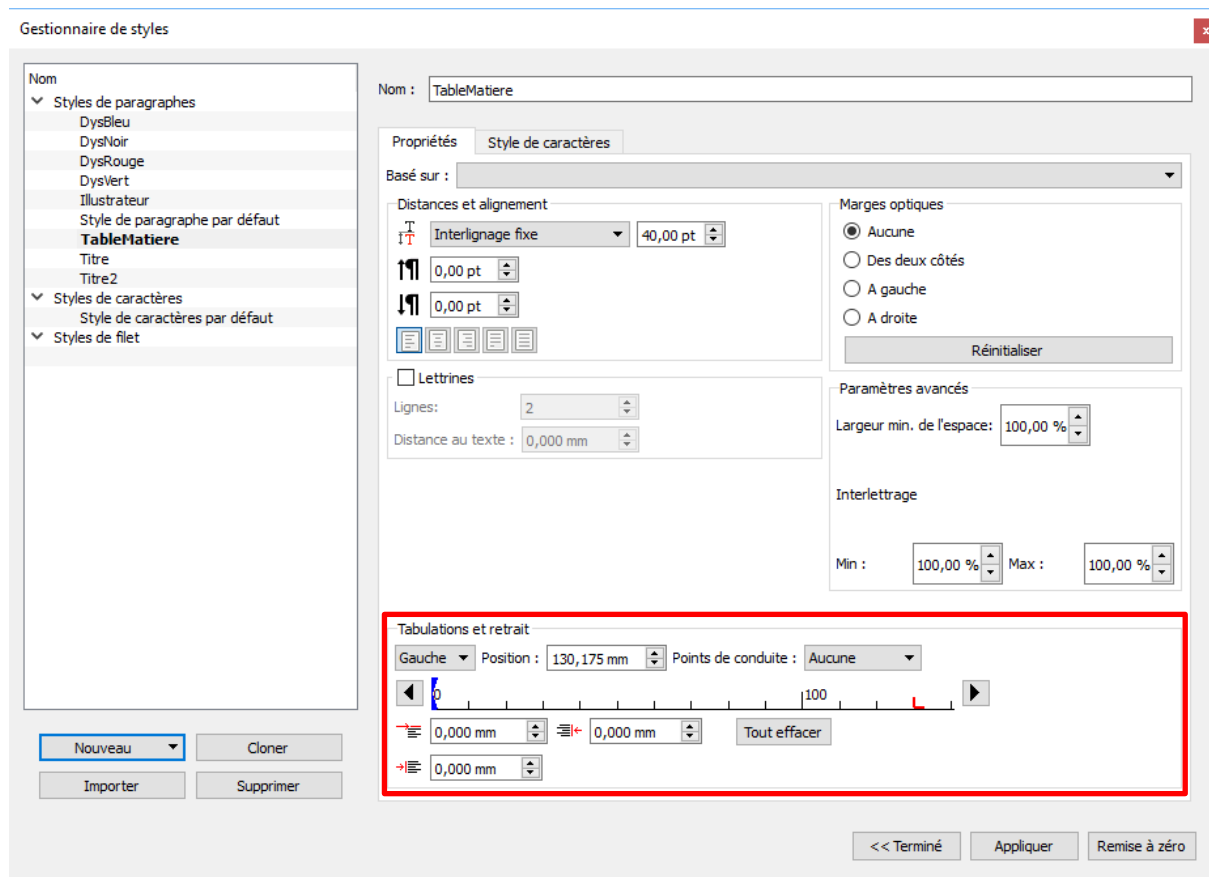 Gestionnaire de styles
x
Nom
Styles de paragraphes
DysBleu
DysNoir
DysRouge
DysVert
Illustrateur
Style de paragraphe par défaut
TableMatiere
Titre
Titre2
Styles de caractères
Style de caractères par défaut
Styles de filet
Nouveau
Cloner
Importer
Supprimer
Nom : TableMatiere
Propriétés Style de caractères
Basé sur :
Distances et alignement
Interlignage fixe 40,00 pt
0,00 pt
0,00 pt
Lettrines
Lignes: 2
Distance au texte : 0,000 mm
Marges optiques
Aucune
Des deux côtés
A gauche
A droite
Réinitialiser
Paramètres avancés
Largeur min. de l'espace: 100,00 %
Interlettrage
Min : 100,00 % Max : 100,00 %
Tabulations et retrait
Gauche Position : 130,175 mm Points de conduite : Aucune
0 100
0,000 mm 0,000 mm Tout effacer
0,000 mm
<< Terminé Appliquer Remise à zéro